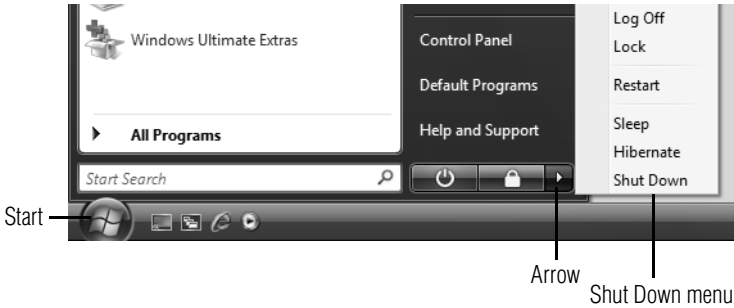 Log Off
Windows Ultimate Extras
Control Panel
Lock
Default Programs
Restart
All Programs
Help and Support
Sleep
Hibernate
Start Search
Shut Down
Start
Arrow
Shut Down menu